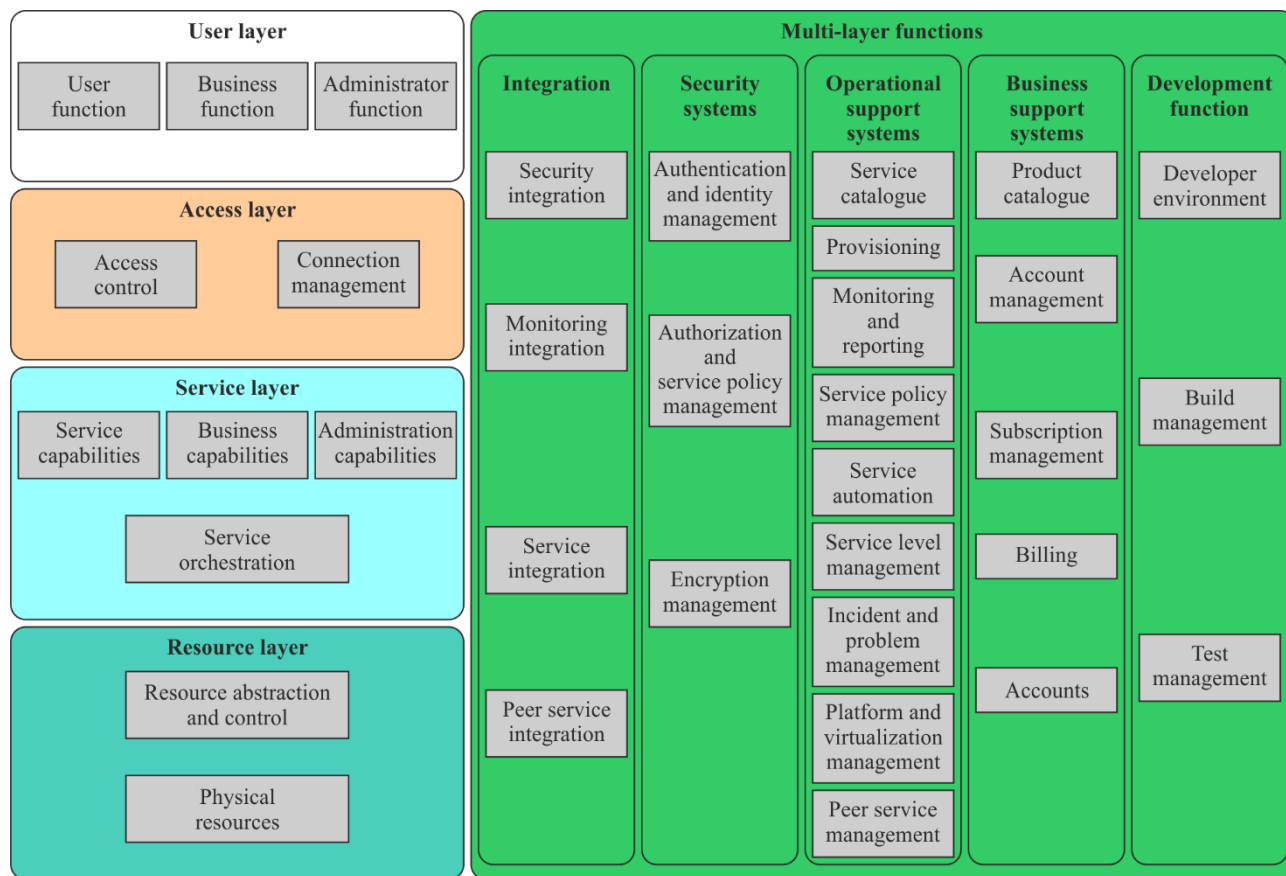 User layer
User
function
Business
function
Administrator
function
Access layer
Access
control
Connection
management
Service layer
Service
capabilities
Business
capabilities
Administration
capabilities
Service
orchestration
Resource layer
Resource abstraction
and control
Physical
resources
Multi-layer functions
Integration
Security
integration
Monitoring
integration
Service
integration
Peer service
integration
Security
systems
Authentication
and identity
management
Authorization
and
service policy
management
Encryption
management
Operational
support
systems
Service
catalogue
Provisioning
Monitoring
and
reporting
Service policy
management
Service
automation
Service level
management
Incident and
problem
management
Platform and
virtualization
management
Peer service
management
Business
support
systems
Product
catalogue
Account
management
Subscription
management
Billing
Accounts
Development
function
Developer
environment
Build
management
Test
management